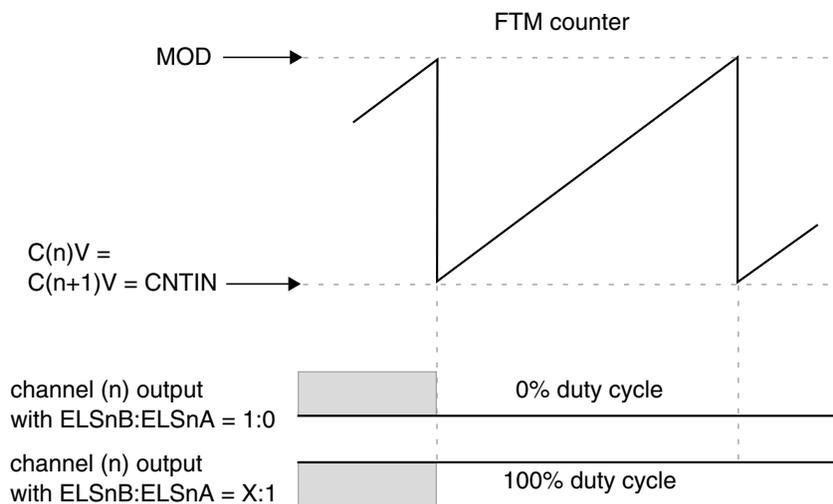 FTM counter
MOD
C(n)V =
C(n+1)V = CNTIN
channel (n) output
with ELSnB:ELSnA = 1:0
0% duty cycle
channel (n) output
with ELSnB:ELSnA = X:1
100% duty cycle